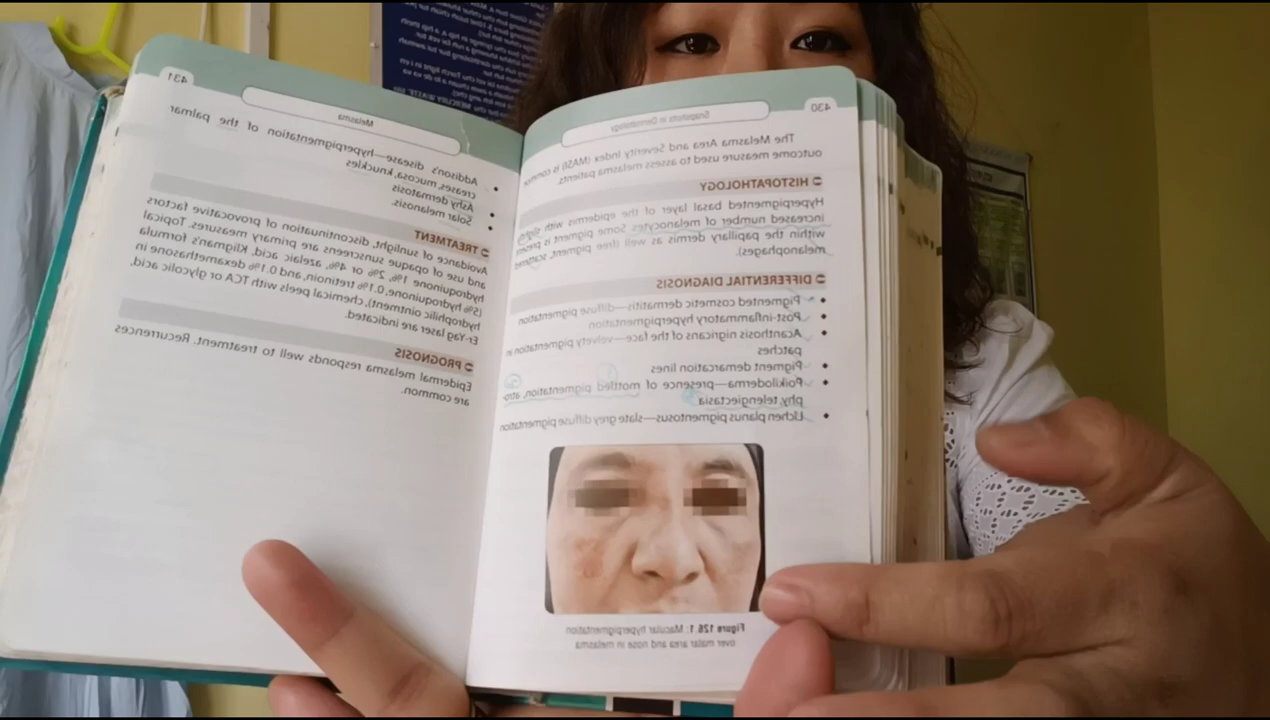 430
Snapshots in Dermatology
The Melasma Area and Severity Index (MASI) is common
outcome measure used to assess melasma patients.
HISTOPATHOLOGY
Hyperpigmented basal layer of the epidermis with slightly
increased number of melanocytes. Some pigment is present
within the papillary dermis as well (free pigment, scattered
melanophages).
DIFFERENTIAL DIAGNOSIS
• Pigmented cosmetic dermatitis—diffuse pigmentation
• Post-inflammatory hyperpigmentation
• Acanthosis nigricans of the face—velvety pigmentation in
patches
• Pigment demarcation lines
• Poikiloderma—presence of mottled pigmentation, atro-
phy, telengiectasia
• Lichen planus pigmentosus—slate grey diffuse pigmentation
Figure 126.1: Macular hyperpigmentation
over malar area and nose in melasma
Melasma
431
• Addison's disease—hyperpigmentation of the palmar
creases, mucosa, knuckles
• Ashy dermatosis
• Solar melanosis.
TREATMENT
Avoidance of sunlight, discontinuation of provocative factors
and use of opaque sunscreens are primary measures. Topical
hydroquinone 1%, 2% or 4%, azelaic acid, Kligman's formula
(5% hydroquinone, 0.1% tretinoin, and 0.1% dexamethasone in
hydrophilic ointment), chemical peels with TCA or glycolic acid,
Er-Yag laser are indicated.
PROGNOSIS
Epidermal melasma responds well to treatment. Recurrences
are common.